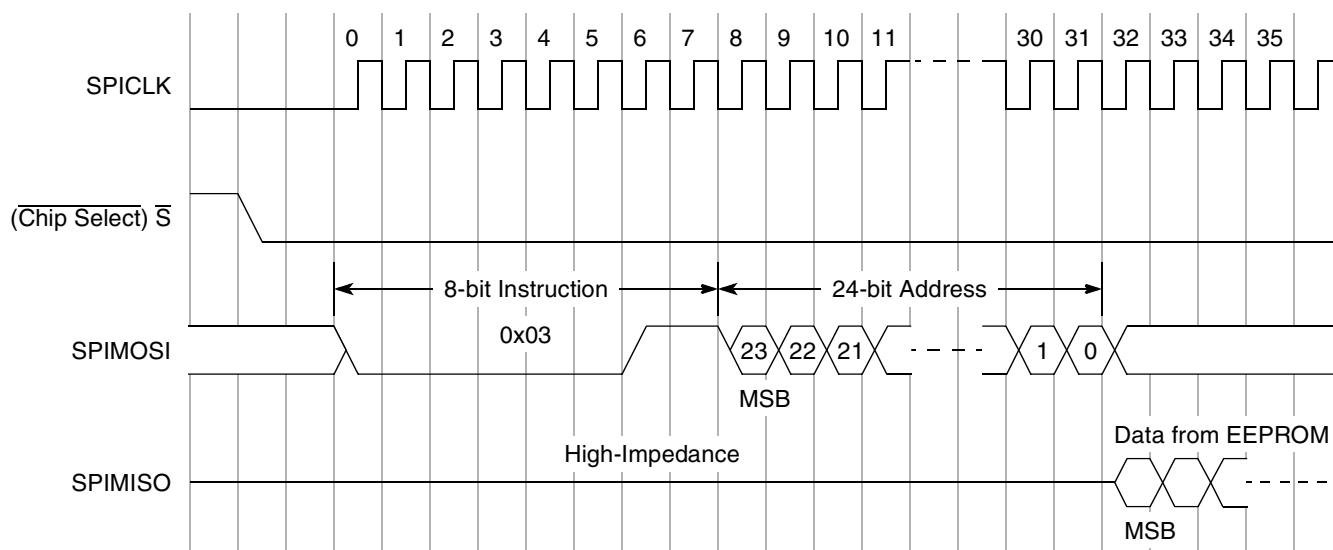 0 1 2 3 4 5 6 7 8 9 10 11 30 31 32 33 34 35
SPICLK
(Chip Select) S
8-bit Instruction 24-bit Address
0x03
SPIMOSI 23 22 21 1 0
MSB
Data from EEPROM
High-Impedance
SPIMISO
MSB